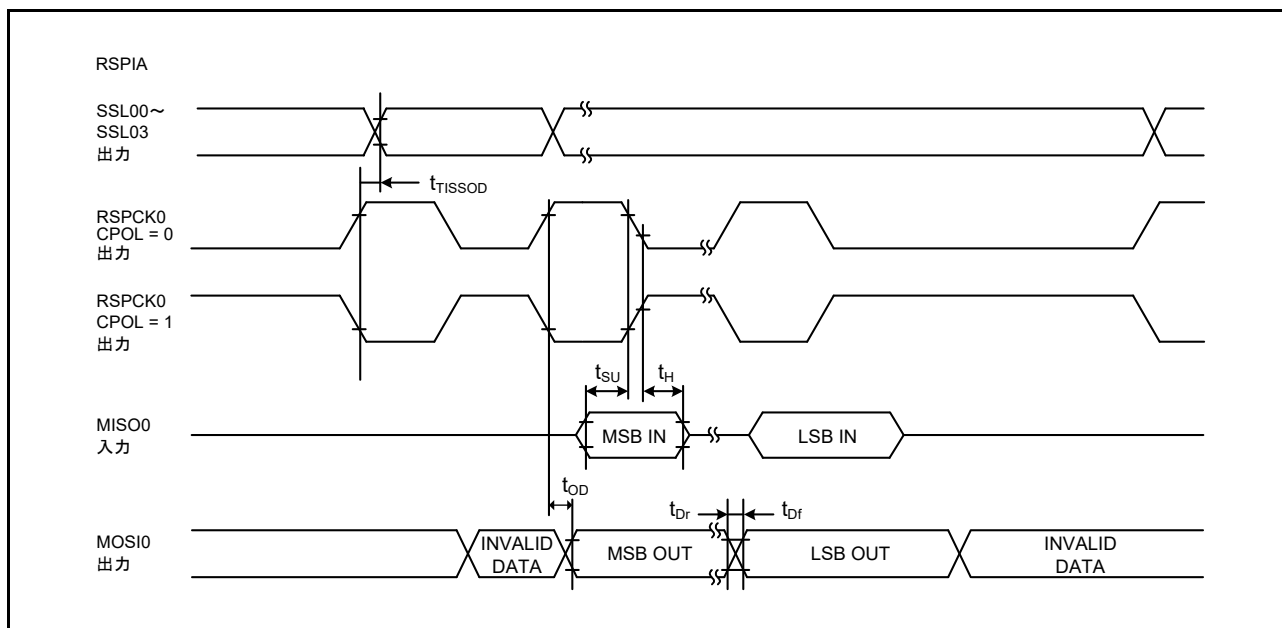 RSPIA
SSL00～
SSL03
出力
tTISSOD
RSPCK0
CPOL = 0
出力
RSPCK0
CPOL = 1
出力
tSU
tH
MISO0
入力
MSB IN
LSB IN
tOD
tDr
tDf
MOSI0
出力
INVALID
DATA
MSB OUT
LSB OUT
INVALID
DATA